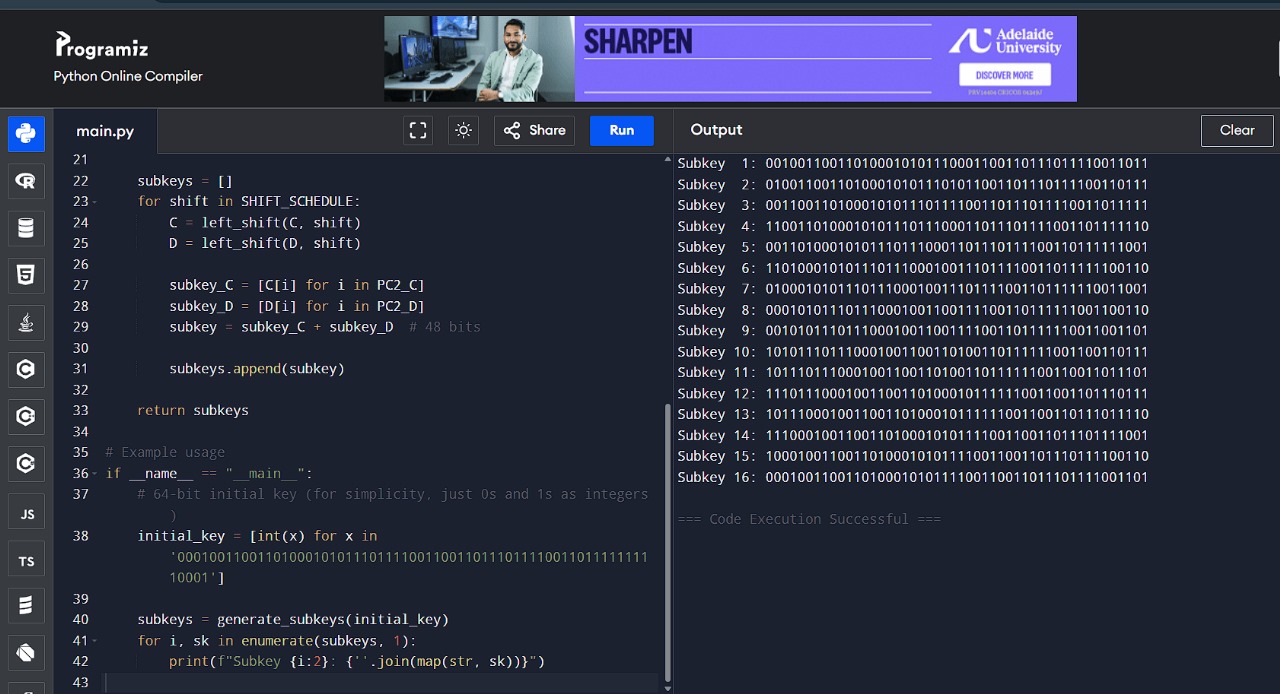 Programiz
Python Online Compiler
SHARPEN
Adelaide
University
DISCOVER MORE
main.py
Share
Run
Output
Clear
21
22 subkeys = []
23 for shift in SHIFT_SCHEDULE:
24 C = left_shift(C, shift)
25 D = left_shift(D, shift)
26
27 subkey_C = [C[i] for i in PC2_C]
28 subkey_D = [D[i] for i in PC2_D]
29 subkey = subkey_C + subkey_D # 48 bits
30
31 subkeys.append(subkey)
32
33 return subkeys
34
35 # Example usage
36 if __name__ == "__main__":
37 # 64-bit initial key (for simplicity, just 0s and 1s as integers
)
38 initial_key = [int(x) for x in
'00010011001101000101011101111001100110111011110011011111111
10001']
39
40 subkeys = generate_subkeys(initial_key)
41 for i, sk in enumerate(subkeys, 1):
42 print(f"Subkey {i:2}: {''.join(map(str, sk))}")
43
Subkey 1: 001001100110100010101110001100110111011110011011
Subkey 2: 010011001101000101011101011001101110111100110111
Subkey 3: 001100110100010101110111100110111011110011011111
Subkey 4: 110011010001010111011100011011101111001101111110
Subkey 5: 001101000101011101110001101110111100110111111001
Subkey 6: 110100010101110111000100111011110011011111100110
Subkey 7: 010001010111011100010011101111001101111110011001
Subkey 8: 000101011101110001001100111100110111111001100110
Subkey 9: 001010111011100010011001111001101111110011001101
Subkey 10: 101011101110001001100110100110111111001100110111
Subkey 11: 101110111000100110011010011011111100110011011101
Subkey 12: 111011100010011001101000101111110011001101110111
Subkey 13: 101110001001100110100010111111001100110111011110
Subkey 14: 111000100110011010001010111100110011011101111001
Subkey 15: 100010011001101000101011110011001101110111100110
Subkey 16: 000100110011010001010111100110011011101111001101
=== Code Execution Successful ===
JS
TS